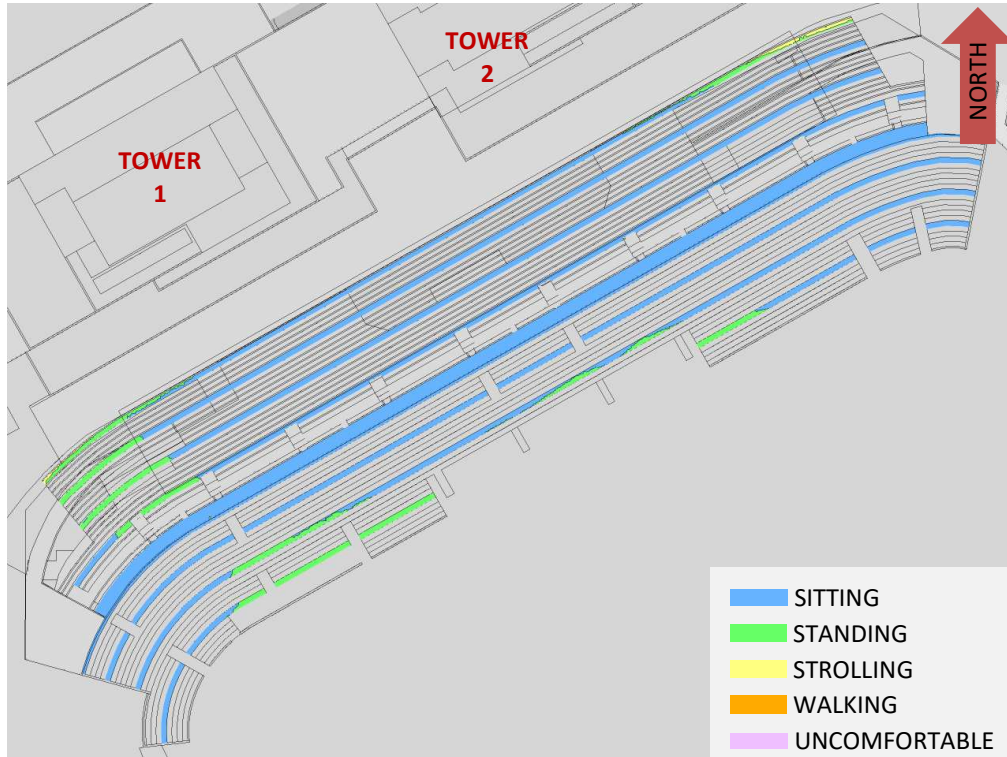 TOWER
2
NORTH
TOWER
1
SITTING
STANDING
STROLLING
WALKING
UNCOMFORTABLE